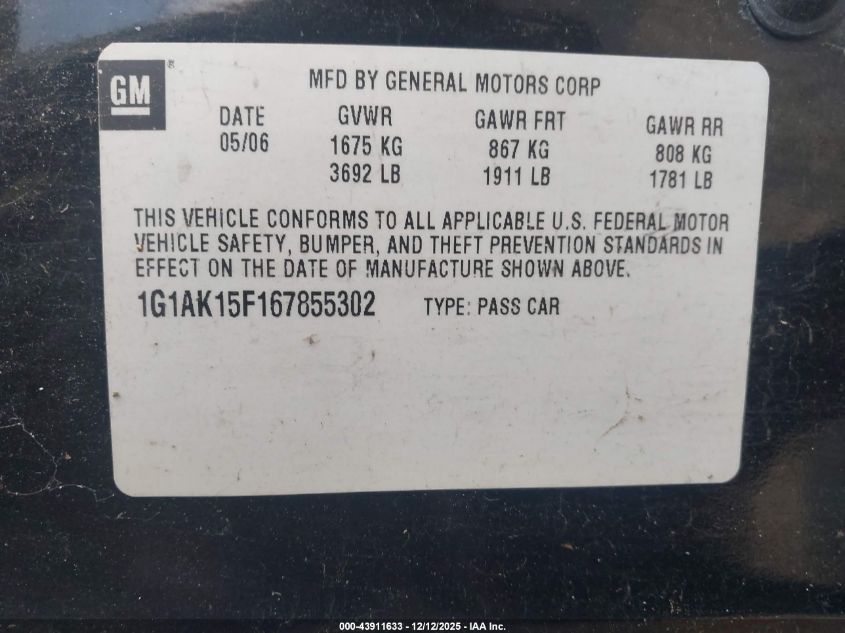 GM ®
MFD BY GENERAL MOTORS CORP
DATE GVWR GAWR FRT GAWR RR
05/06 1675 KG 867 KG 808 KG
3692 LB 1911 LB 1781 LB
THIS VEHICLE CONFORMS TO ALL APPLICABLE U.S. FEDERAL MOTOR
VEHICLE SAFETY, BUMPER, AND THEFT PREVENTION STANDARDS IN
EFFECT ON THE DATE OF MANUFACTURE SHOWN ABOVE.
1G1AK15F167855302 TYPE: PASS CAR
000-43911633 - 12/12/2025 - IAA Inc.